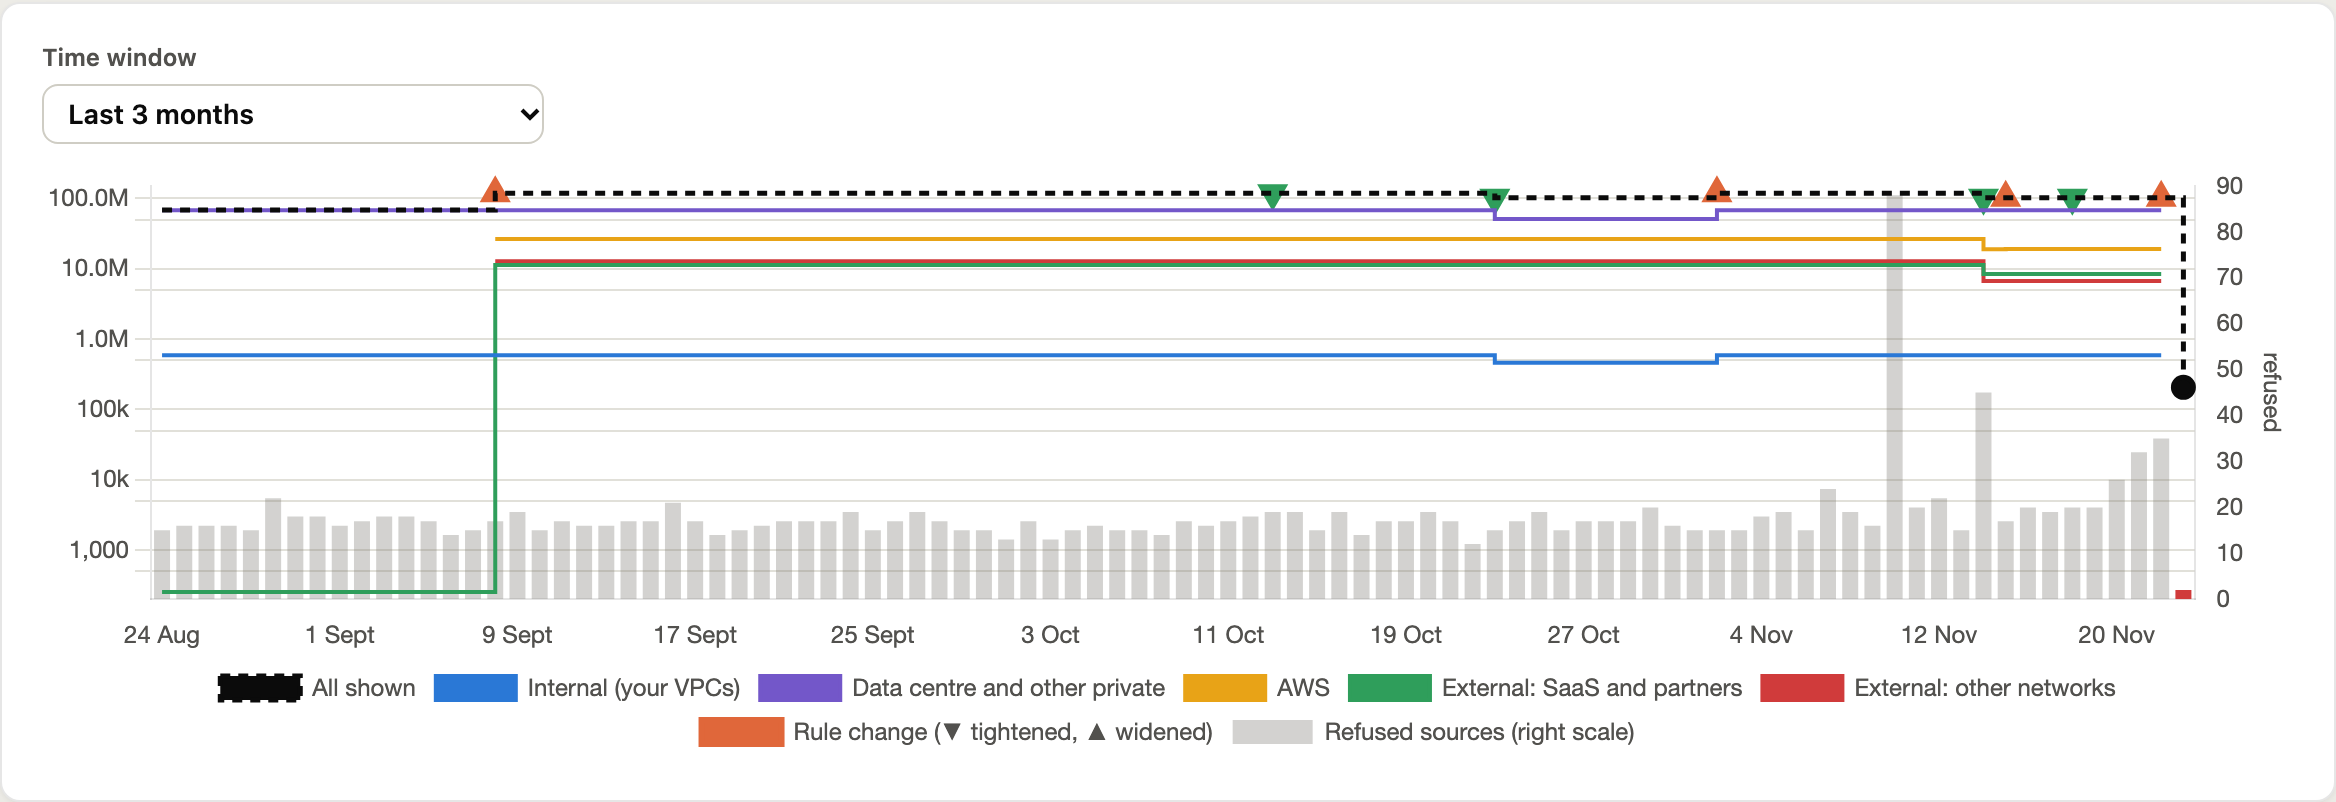 Time window
Last 3 months
100.0M
10.0M
1.0M
100k
10k
1,000
90
80
70
60
50
40
30
20
10
0
refused
24 Aug 1 Sept 9 Sept 17 Sept 25 Sept 3 Oct 11 Oct 19 Oct 27 Oct 4 Nov 12 Nov 20 Nov
All shown Internal (your VPCs) Data centre and other private AWS External: SaaS and partners External: other networks
Rule change (▼ tightened, ▲ widened) Refused sources (right scale)